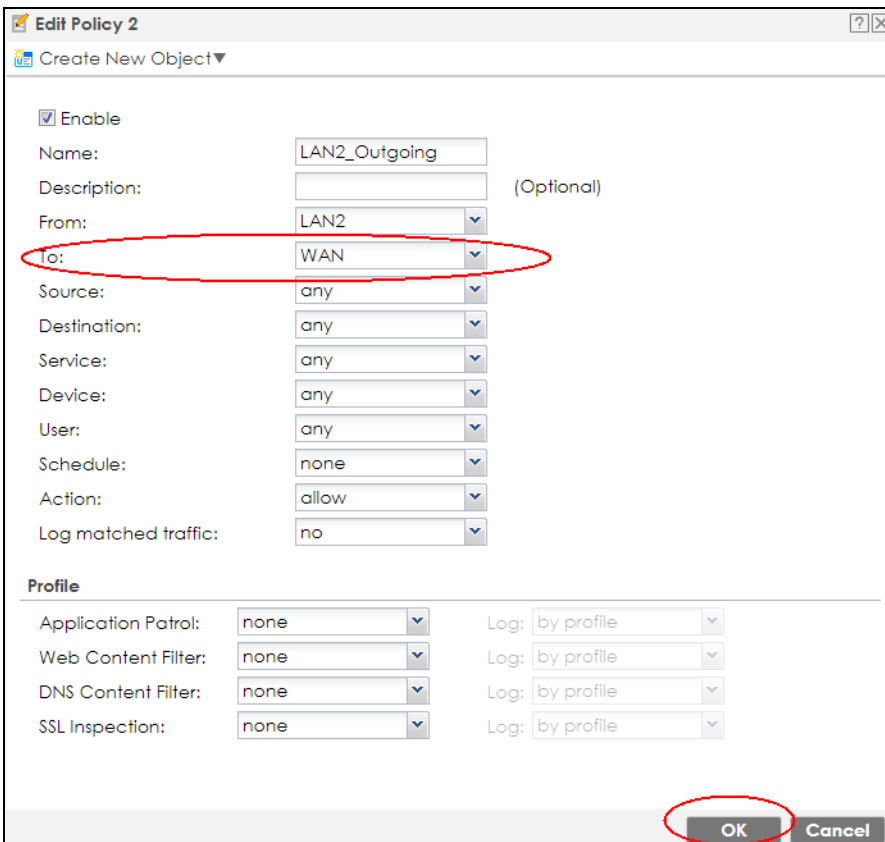 Edit Policy 2
Create New Object
Enable
Name: LAN2_Outgoing
Description: (Optional)
From: LAN2
To: WAN
Source: any
Destination: any
Service: any
Device: any
User: any
Schedule: none
Action: allow
Log matched traffic: no
Profile
Application Patrol: none Log: by profile
Web Content Filter: none Log: by profile
DNS Content Filter: none Log: by profile
SSL Inspection: none Log: by profile
OK Cancel